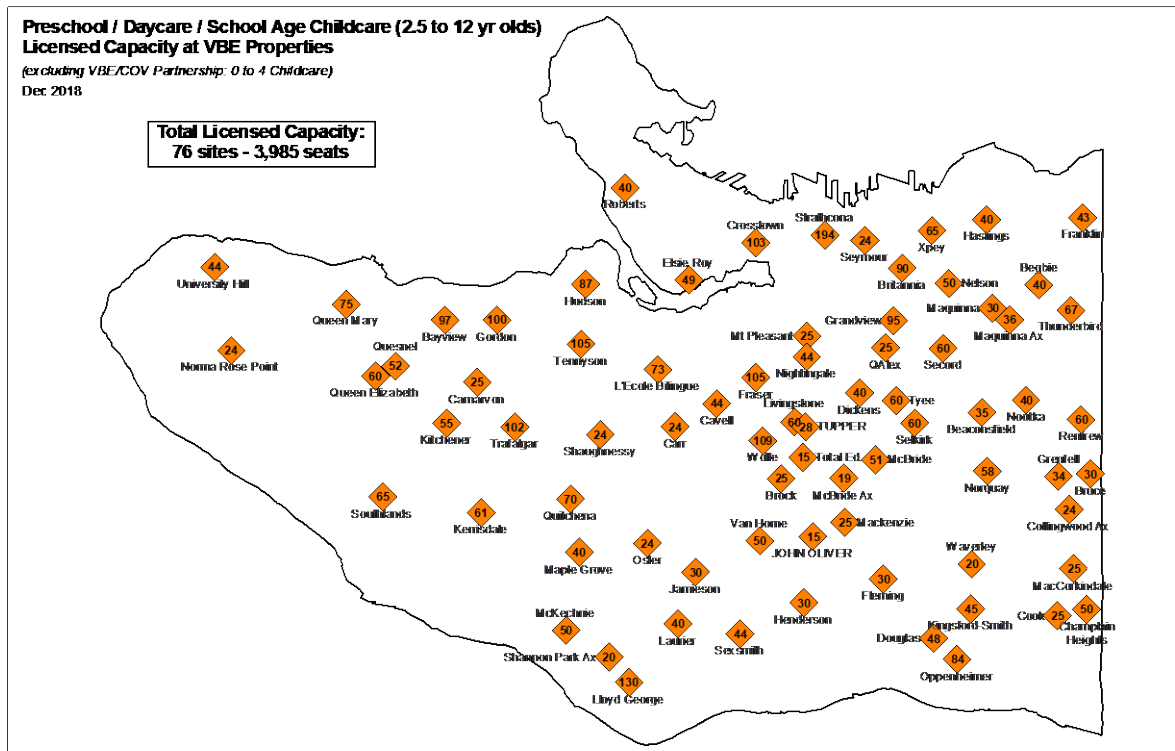 Preschool / Daycare / School Age Childcare (2.5 to 12 yr olds)
Licensed Capacity at VBE Properties
(excluding VBE/COV Partnership: 0 to 4 Childcare)
Dec 2018
Total Licensed Capacity:
76 sites - 3,985 seats
40
Roberts
Crosstown
103
Strathcona
194
24
Seymour
65
Xpey
40
Hastings
43
Franklin
44
University Hill
Elsie Roy
49
87
Hudson
90
Britannia
50
Nelson
Begbie
40
75
Queen Mary
97
Bayview
100
Gordon
Maquinna
30
36
Maquinna Ax
67
Thunderbird
Grandview
95
24
Norma Rose Point
Quesnel
52
60
Queen Elizabeth
105
Tennyson
Mt Pleasant
25
44
Nightingale
25
QAlex
60
Secord
25
Carnarvon
73
L'Ecole Bilingue
105
Fraser
44
Cavell
Livingstone
60
28
TUPPER
40
Dickens
60
Tyee
60
Selkirk
35
Beaconsfield
40
Nootka
60
Renfrew
55
Kitchener
102
Trafalgar
24
Shaughnessy
24
Carr
109
Wolfe
15
Total Ed.
51
McBride
25
Brock
19
McBride Ax
58
Norquay
Grenfell
34
30
Bruce
24
Collingwood Ax
65
Southlands
61
Kerrisdale
70
Quilchena
Van Horne
50
15
JOHN OLIVER
25
Mackenzie
40
Maple Grove
24
Osler
30
Jamieson
30
Fleming
Waverley
20
25
MacCorkindale
McKechnie
50
40
Laurier
44
Sexsmith
30
Henderson
45
Kingsford-Smith
Cook
25
50
Champlain
Heights
Douglas
48
84
Oppenheimer
Shannon Park Ax
20
130
Lloyd George